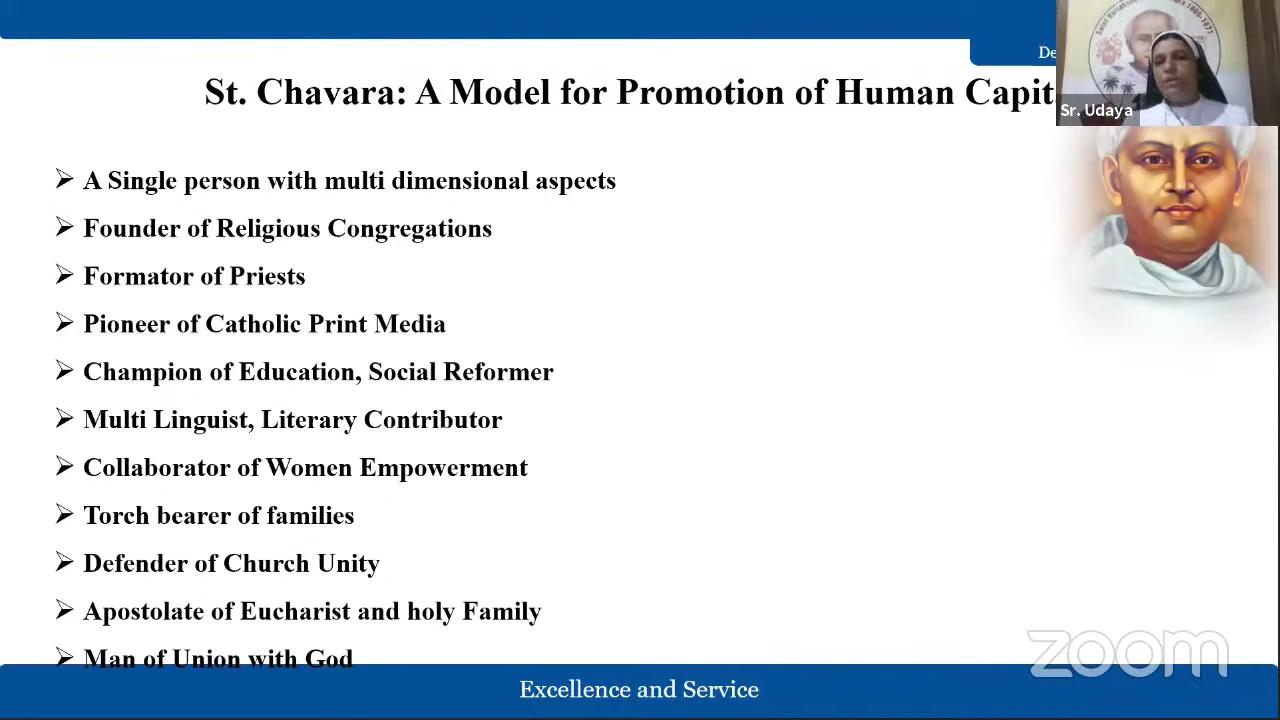 De
St. Chavara: A Model for Promotion of Human Capit
Sr. Udaya
A Single person with multi dimensional aspects
Founder of Religious Congregations
Formator of Priests
Pioneer of Catholic Print Media
Champion of Education, Social Reformer
Multi Linguist, Literary Contributor
Collaborator of Women Empowerment
Torch bearer of families
Defender of Church Unity
Apostolate of Eucharist and holy Family
Man of Union with God
zoom
Excellence and Service